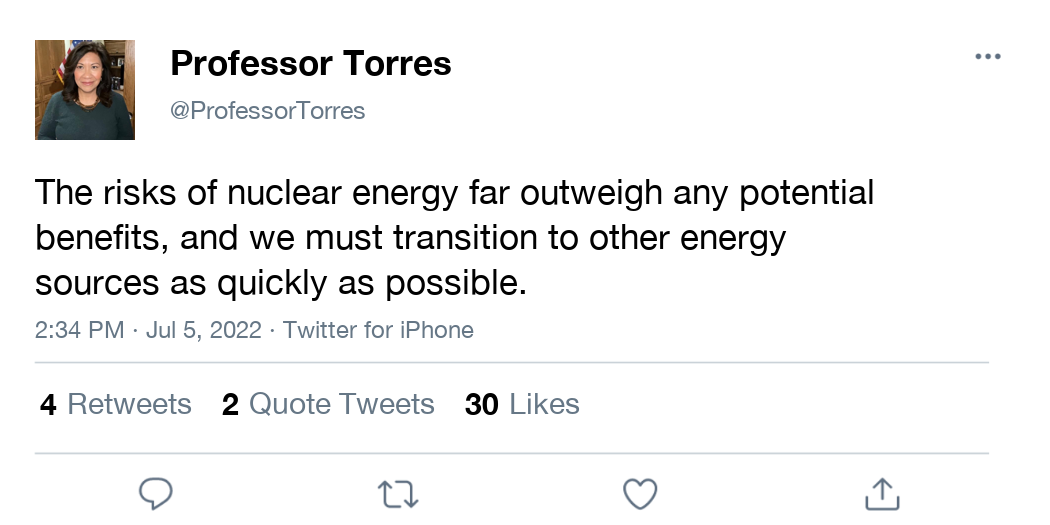 Professor Torres
@ProfessorTorres
The risks of nuclear energy far outweigh any potential
benefits, and we must transition to other energy
sources as quickly as possible.
2:34 PM · Jul 5, 2022 · Twitter for iPhone
4 Retweets 2 Quote Tweets 30 Likes